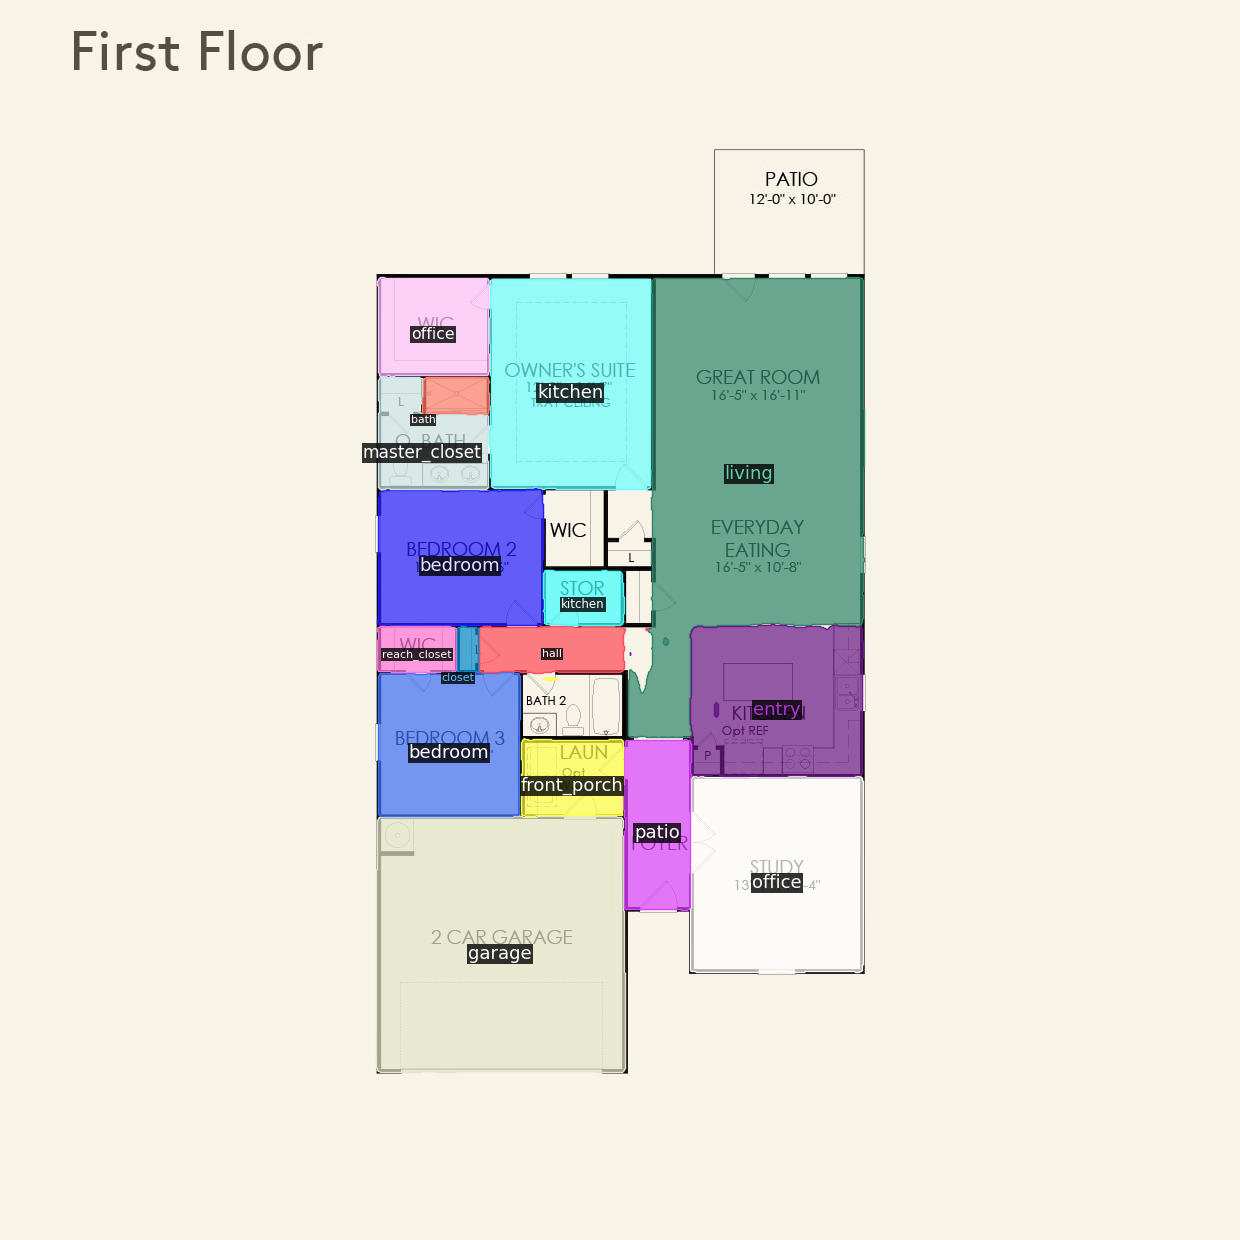 First Floor
PATIO
12'-0" x 10'-0"
WIC
office
OWNER'S SUITE
kitchen
TRAY CEILING
GREAT ROOM
16'-5" x 16'-11"
L
bath
O. BATH
master_closet
living
EVERYDAY
EATING
16'-5" x 10'-8"
BEDROOM 2
bedroom
WIC
L
STOR
kitchen
WIC
reach_closet
L
closet
hall
BATH 2
BEDROOM 3
bedroom
LAUN
Opt
front_porch
entry
Opt REF
P
patio
FOYER
STUDY
office
2 CAR GARAGE
garage